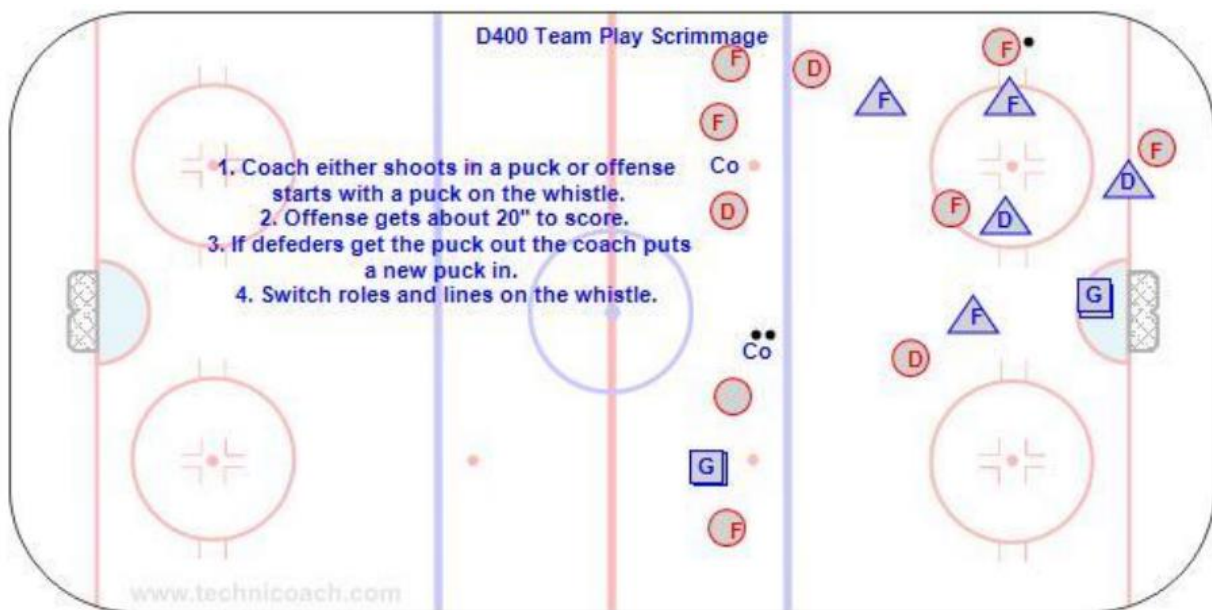 D400 Team Play Scrimmage
F
F
D
F
F
F
Co
1. Coach either shoots in a puck or offense
starts with a puck on the whistle.
F
D
D
F
D
2. Offense gets about 20" to score.
3. If defeders get the puck out the coach puts
a new puck in.
4. Switch roles and lines on the whistle.
G
F
Co
D
G
F
www.technicoach.com